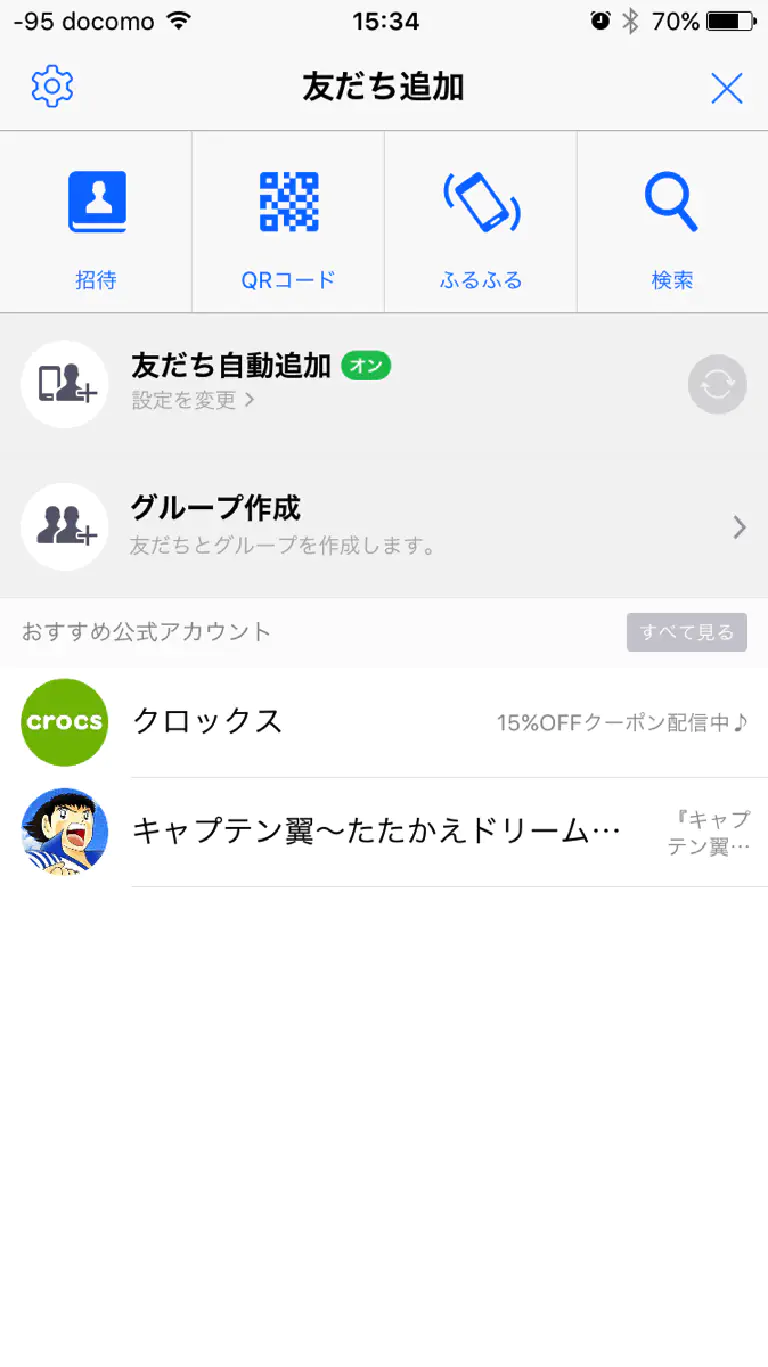 -95 docomo 15:34 70%
友だち追加
招待 QRコード ふるふる 検索
友だち自動追加 オン
設定を変更 >
グループ作成
友だちとグループを作成します。
おすすめ公式アカウント すべて見る
crocs クロックス 15%OFFクーポン配信中♪
キャプテン翼〜たたかえドリーム… 『キャプ
テン翼…